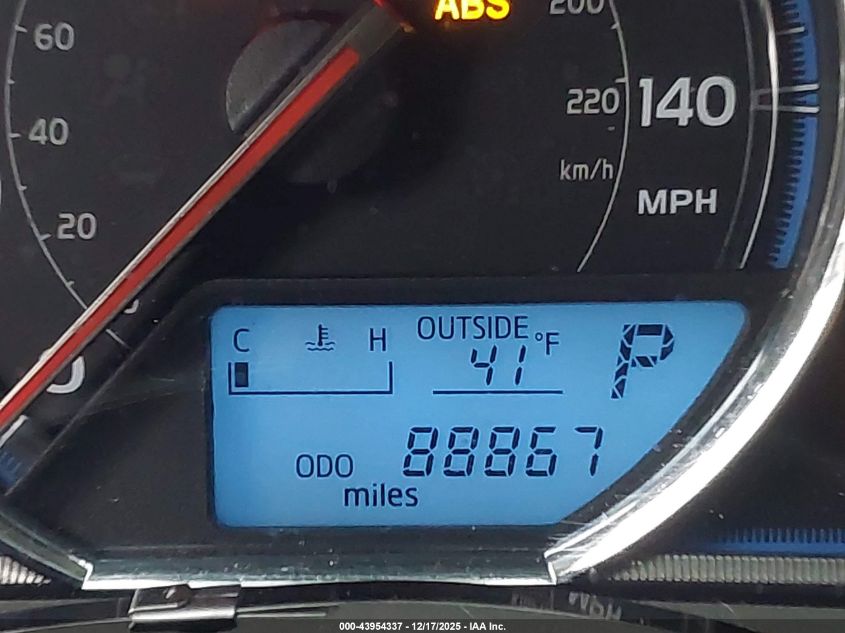 ABS
200
60
220
140
40
km/h
MPH
20
0
C H OUTSIDE °F P
41
ODO 88867
miles
000-43954337 - 12/17/2025 - IAA Inc.